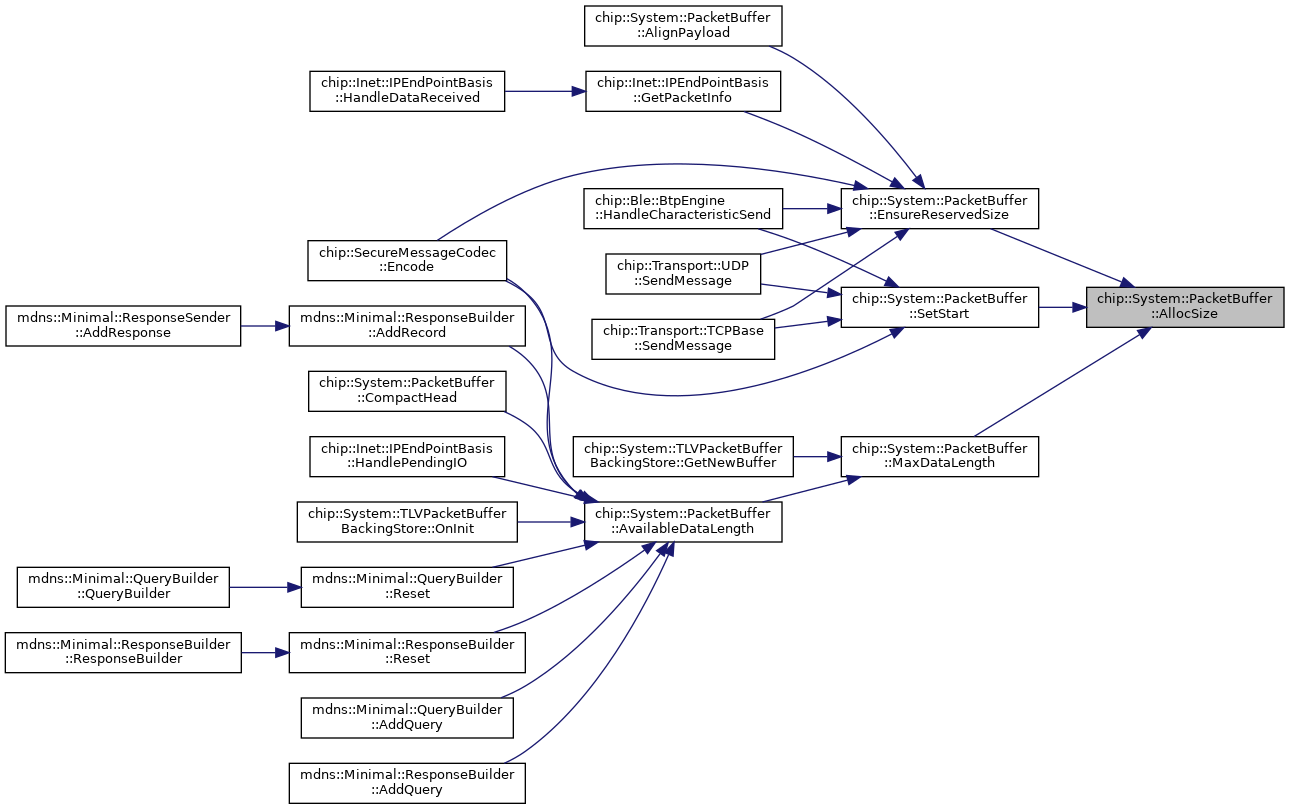 chip::System::PacketBuffer
::AlignPayload
chip::Inet::IPEndPointBasis
::HandleDataReceived
chip::Inet::IPEndPointBasis
::GetPacketInfo
chip::Ble::BtpEngine
::HandleCharacteristicSend
chip::System::PacketBuffer
::EnsureReservedSize
chip::SecureMessageCodec
::Encode
chip::Transport::UDP
::SendMessage
chip::System::PacketBuffer
::SetStart
chip::System::PacketBuffer
::AllocSize
mdns::Minimal::ResponseSender
::AddResponse
mdns::Minimal::ResponseBuilder
::AddRecord
chip::Transport::TCPBase
::SendMessage
chip::System::PacketBuffer
::CompactHead
chip::Inet::IPEndPointBasis
::HandlePendingIO
chip::System::TLVPacketBuffer
BackingStore::GetNewBuffer
chip::System::PacketBuffer
::MaxDataLength
chip::System::TLVPacketBuffer
BackingStore::OnInit
chip::System::PacketBuffer
::AvailableDataLength
mdns::Minimal::QueryBuilder
::QueryBuilder
mdns::Minimal::QueryBuilder
::Reset
mdns::Minimal::ResponseBuilder
::ResponseBuilder
mdns::Minimal::ResponseBuilder
::Reset
mdns::Minimal::QueryBuilder
::AddQuery
mdns::Minimal::ResponseBuilder
::AddQuery